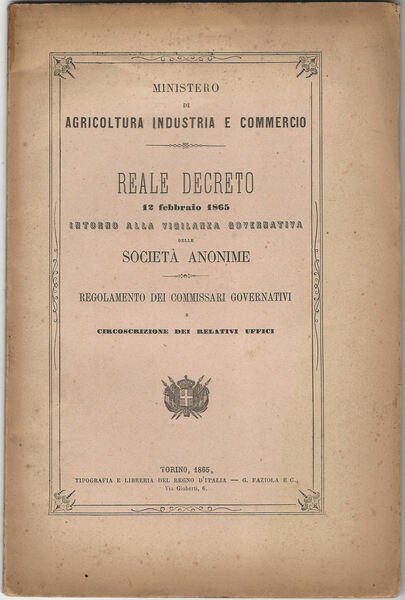 MINISTERO
DI
AGRICOLTURA INDUSTRIA E COMMERCIO
REALE DECRETO
12 febbraio 1865
INTORNO ALLA VIGILANZA GOVERNATIVA
DELLE
SOCIETÀ ANONIME
REGOLAMENTO DEI COMMISSARI GOVERNATIVI
E
CIRCOSCRIZIONE DEI RELATIVI UFFICI
TORINO, 1865,
TIPOGRAFIA E LIBRERIA DEL REGNO D'ITALIA — G. FAZIOLA E C.,
Via Gioberti, 6.